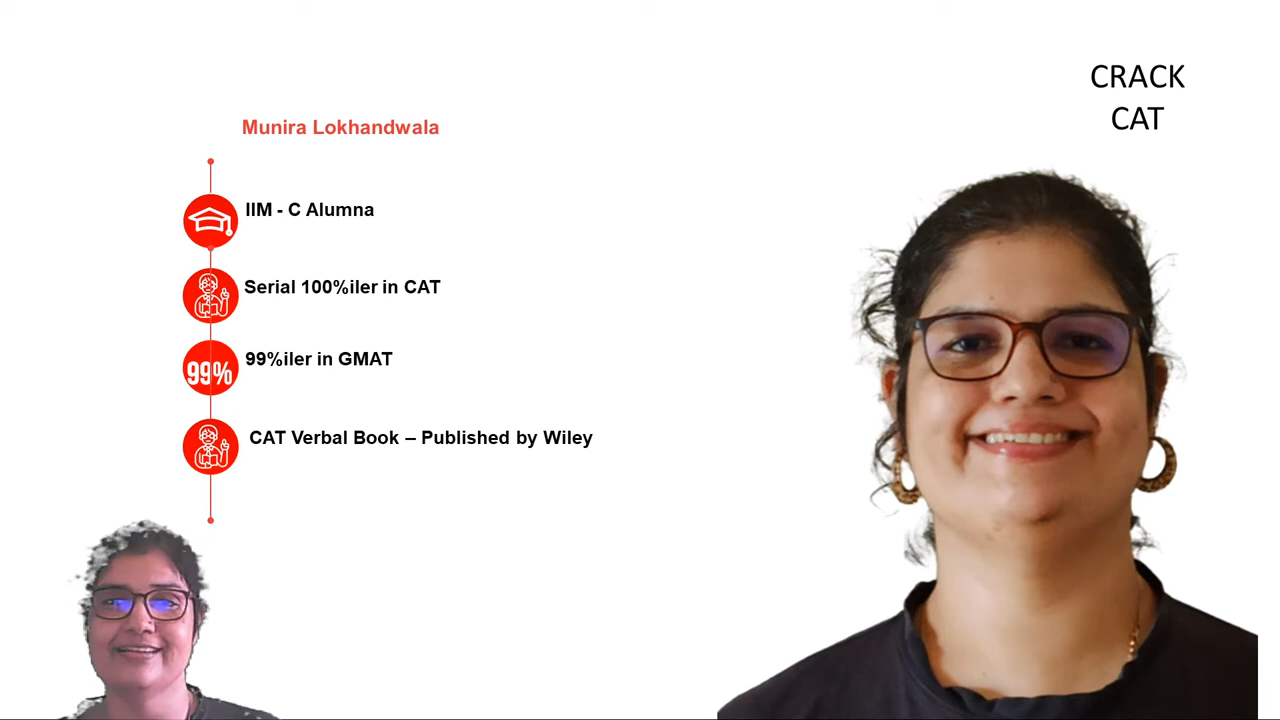 CRACK
CAT
Munira Lokhandwala
IIM - C Alumna
Serial 100%iler in CAT
99%
99%iler in GMAT
CAT Verbal Book – Published by Wiley